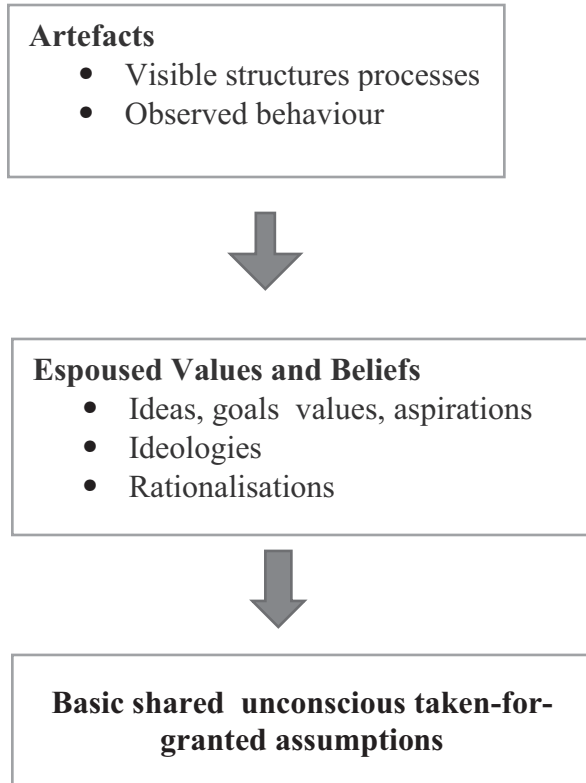 Artefacts
• Visible structures processes
• Observed behaviour
Espoused Values and Beliefs
• Ideas, goals  values, aspirations
• Ideologies
• Rationalisations
Basic shared  unconscious taken-for-
granted assumptions